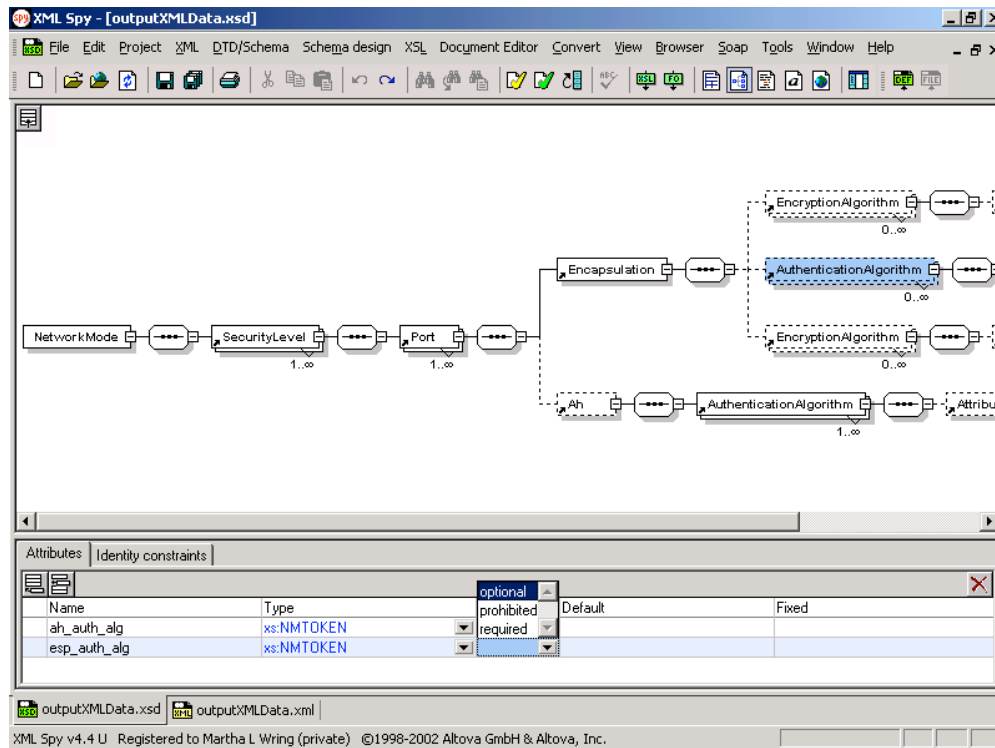 XML Spy - [outputXMLData.xsd]
File Edit Project XML DTD/Schema Schema design XSL Document Editor Convert View Browser Soap Tools Window Help
EncryptionAlgorithm
0..∞
Encapsulation
AuthenticationAlgorithm
0..∞
NetworkMode
SecurityLevel
1..∞
Port
1..∞
EncryptionAlgorithm
0..∞
Ah
AuthenticationAlgorithm
1..∞
Attribu
Attributes
Identity constraints
optional
prohibited
required
Name Type Default Fixed
ah_auth_alg xs:NMTOKEN
esp_auth_alg xs:NMTOKEN
outputXMLData.xsd
outputXMLData.xml
XML Spy v4.4 U Registered to Martha L Wring (private) ©1998-2002 Altova GmbH & Altova, Inc.